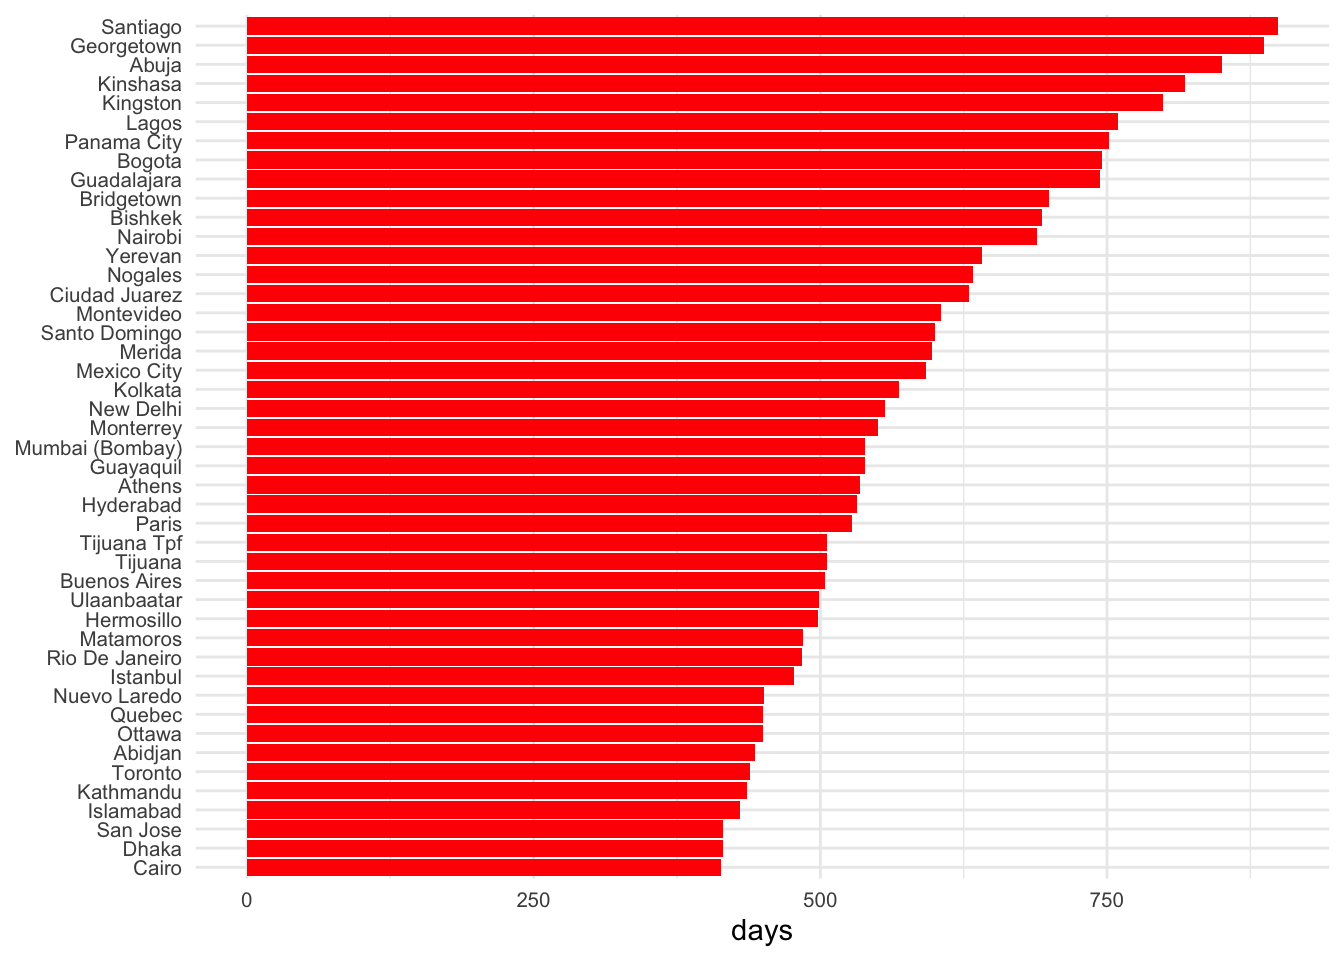 Santiago
Georgetown
Abuja
Kinshasa
Kingston
Lagos
Panama City
Bogota
Guadalajara
Bridgetown
Bishkek
Nairobi
Yerevan
Nogales
Ciudad Juarez
Montevideo
Santo Domingo
Merida
Mexico City
Kolkata
New Delhi
Monterrey
Mumbai (Bombay)
Guayaquil
Athens
Hyderabad
Paris
Tijuana Tpf
Tijuana
Buenos Aires
Ulaanbaatar
Hermosillo
Matamoros
Rio De Janeiro
Istanbul
Nuevo Laredo
Quebec
Ottawa
Abidjan
Toronto
Kathmandu
Islamabad
San Jose
Dhaka
Cairo
0 250 500 750
days